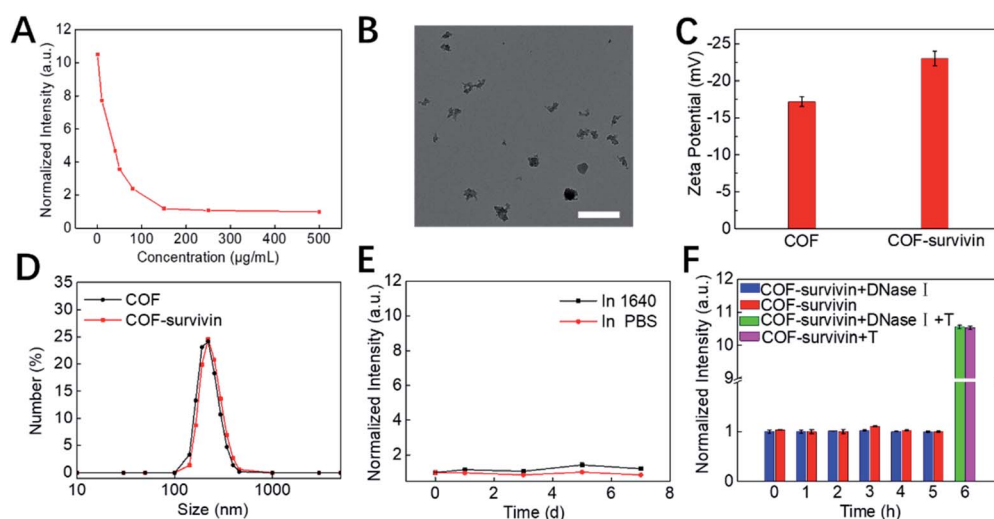 A
Normalized Intensity (a.u.)
12
10
8
6
4
2
0
0 100 200 300 400 500
Concentration (μg/mL)
B
C
Zeta Potential (mV)
-25
-20
-15
-10
-5
0
COF COF-survivin
D
Number (%)
35
30
25
20
15
10
5
0
COF
COF-survivin
10 100 1000
Size (nm)
E
Normalized Intensity (a.u.)
12
10
8
6
4
2
In 1640
In PBS
0 2 4 6 8
Time (d)
F
Normalized Intensity (a.u.)
12
11
10
1
0
COF-survivin+DNase Ⅰ
COF-survivin
COF-survivin+DNase Ⅰ+T
COF-survivin+T
0 1 2 3 4 5 6
Time (h)